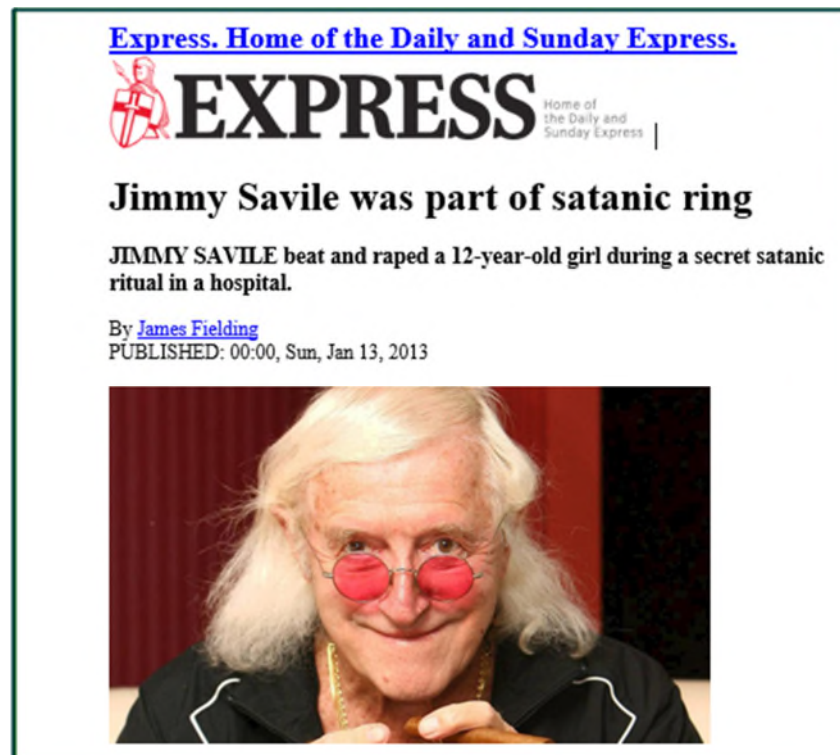 Express. Home of the Daily and Sunday Express.
EXPRESS
Home of
the Daily and
Sunday Express
Jimmy Savile was part of satanic ring
JIMMY SAVILE beat and raped a 12-year-old girl during a secret satanic
ritual in a hospital.
By James Fielding
PUBLISHED: 00:00, Sun, Jan 13, 2013